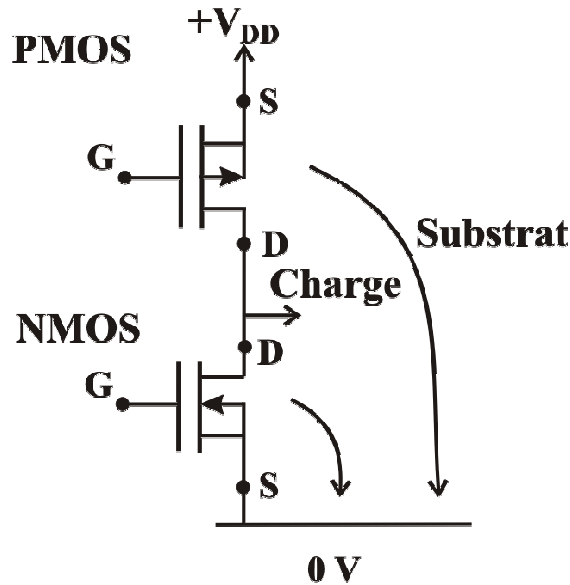 +VDD
PMOS
S
G
D
Substrat
Charge
NMOS
D
G
S
0 V